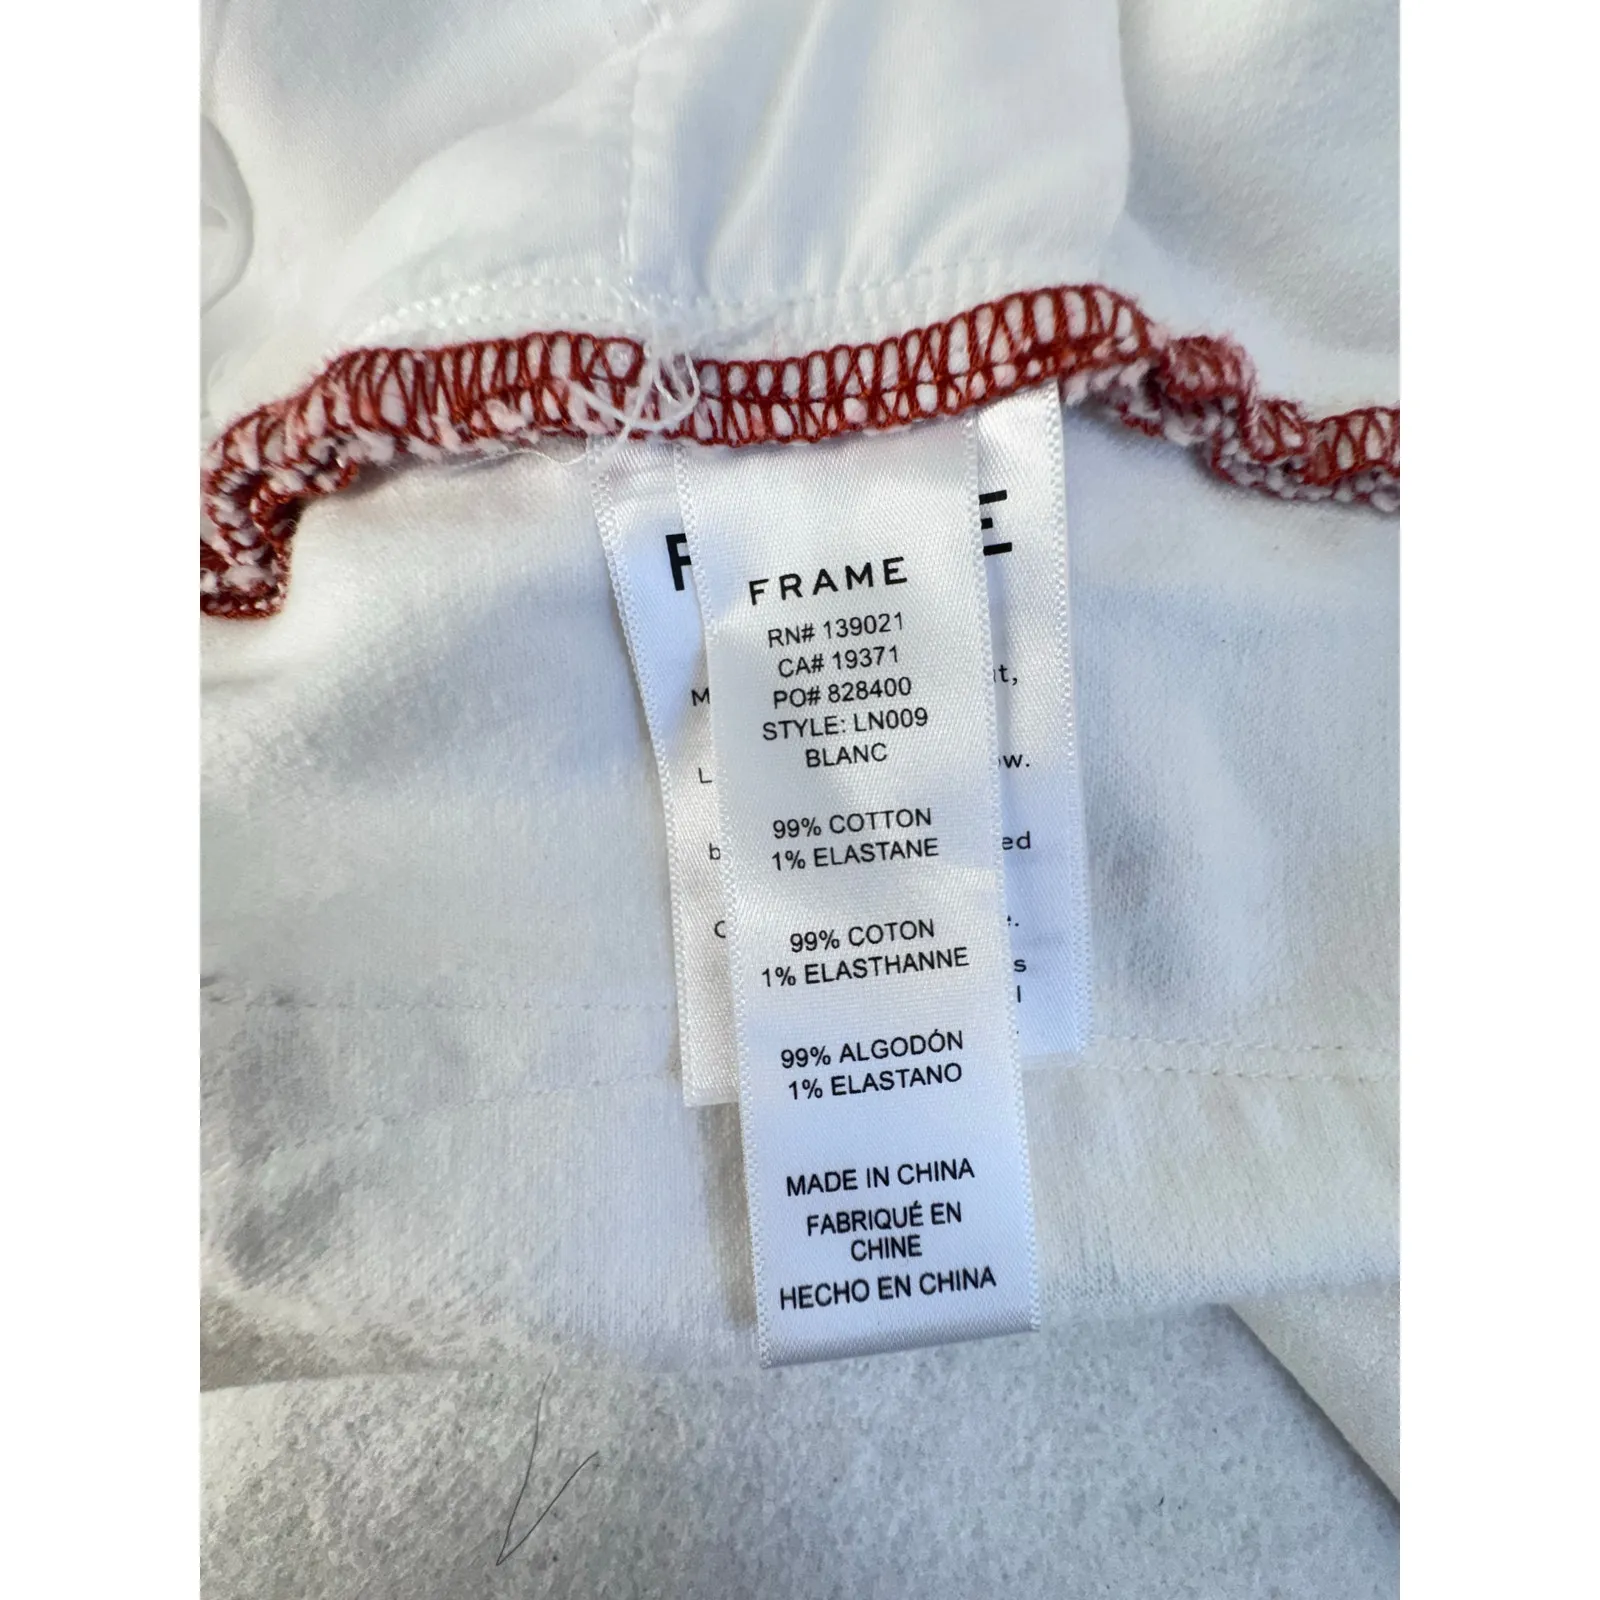 FRAME
RN# 139021
CA# 19371
PO# 828400
STYLE: LN009
BLANC
99% COTTON
1% ELASTANE
99% COTON
1% ELASTHANNE
99% ALGODÓN
1% ELASTANO
MADE IN CHINA
FABRIQUÉ EN
CHINE
HECHO EN CHINA